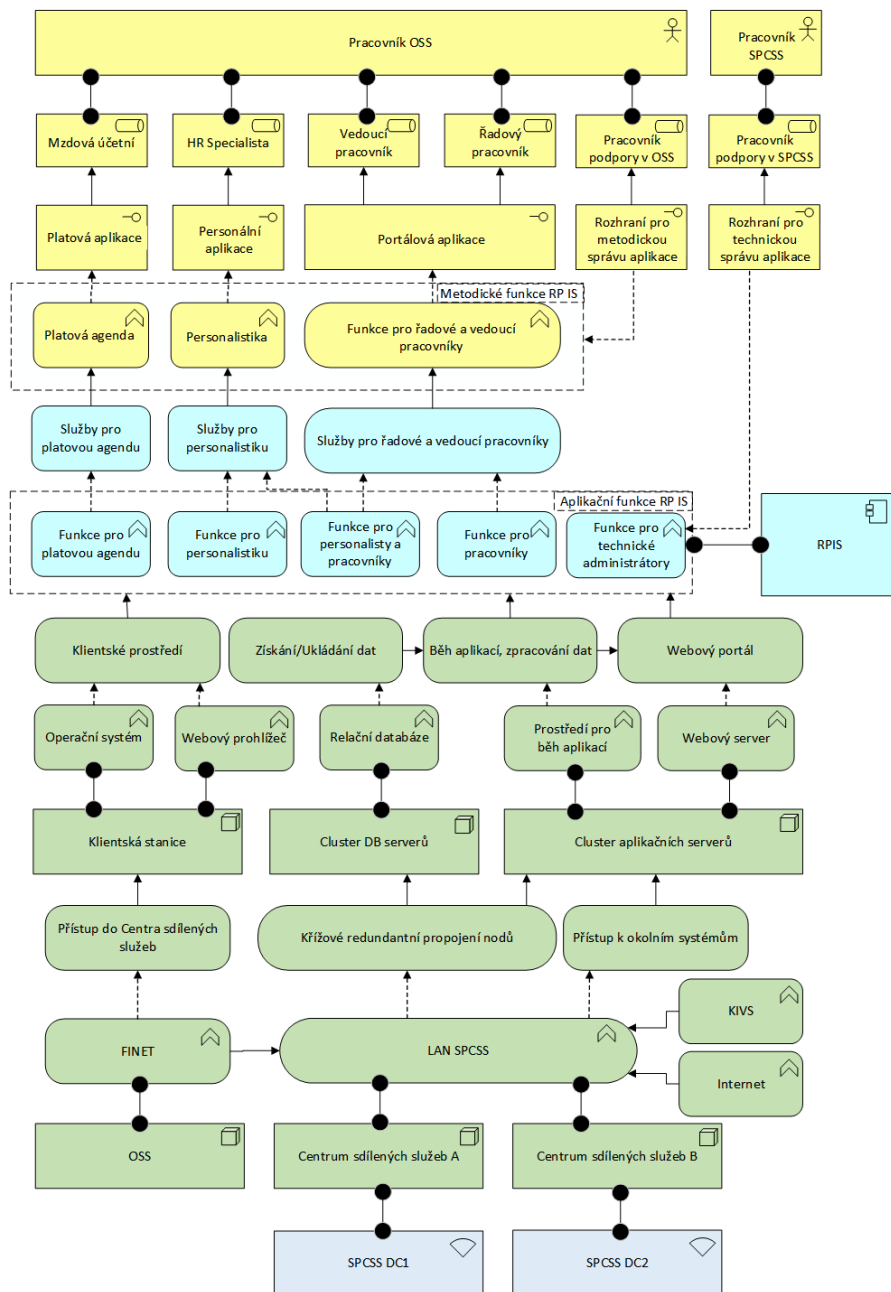 Pracovník OSS
Pracovník
SPCSS
Mzdová účetní
HR Specialista
Vedoucí
pracovník
Řadový
pracovník
Pracovník
podpory v OSS
Pracovník
podpory v SPCSS
Platová aplikace
Personální
aplikace
Portálová aplikace
Rozhraní pro
metodickou
správu aplikace
Rozhraní pro
technickou
správu aplikace
Metodické funkce RP IS
Platová agenda
Personalistika
Funkce pro řadové a vedoucí
pracovníky
Služby pro
platovou agendu
Služby pro
personalistiku
Služby pro řadové a vedoucí pracovníky
Aplikační funkce RP IS
Funkce pro
platovou agendu
Funkce pro
personalistiku
Funkce pro
personalisty a
pracovníky
Funkce pro
pracovníky
Funkce pro
technické
administrátory
RPIS
Klientské prostředí
Získání/Ukládání dat
Běh aplikací, zpracování dat
Webový portál
Operační systém
Webový prohlížeč
Relační databáze
Prostředí pro
běh aplikací
Webový server
Klientská stanice
Cluster DB serverů
Cluster aplikačních serverů
Přístup do Centra sdílených
služeb
Křížové redundantní propojení nodů
Přístup k okolním systémům
FINET
LAN SPCSS
KIVS
Internet
OSS
Centrum sdílených služeb A
Centrum sdílených služeb B
SPCSS DC1
SPCSS DC2